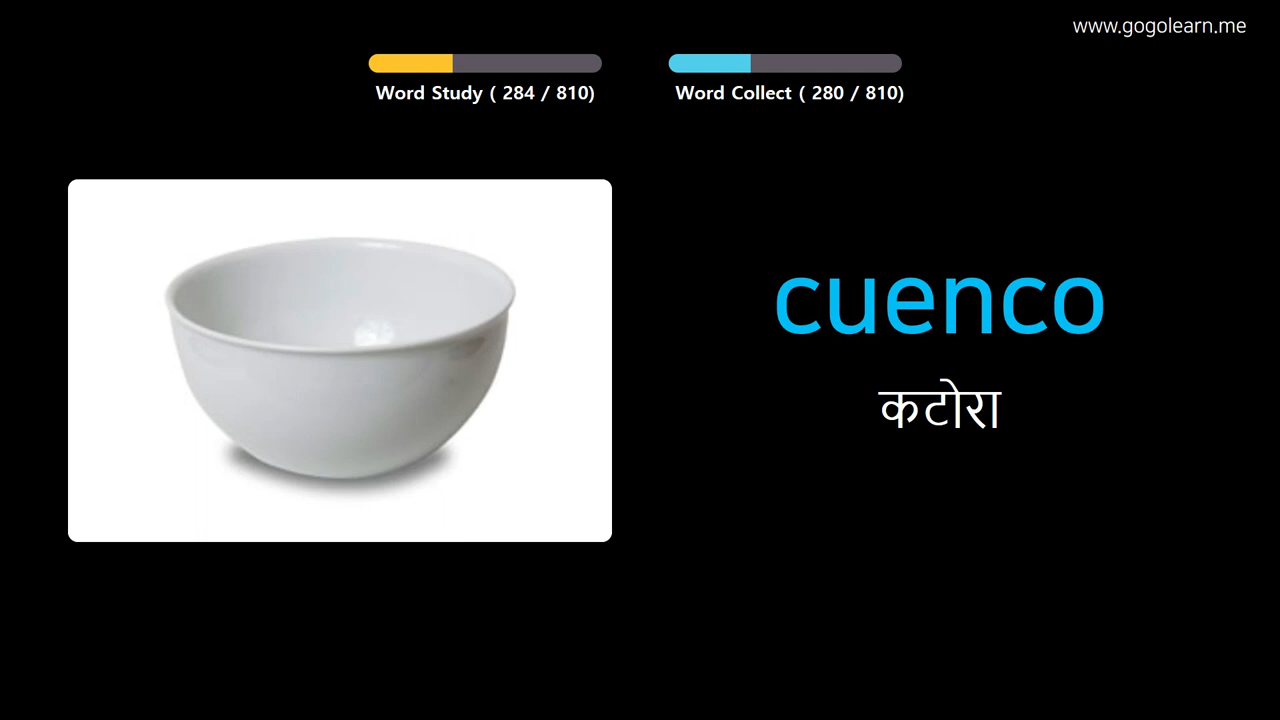 www.gogolearn.me
Word Study ( 284 / 810)
Word Collect ( 280 / 810)
cuenco
कटोरा